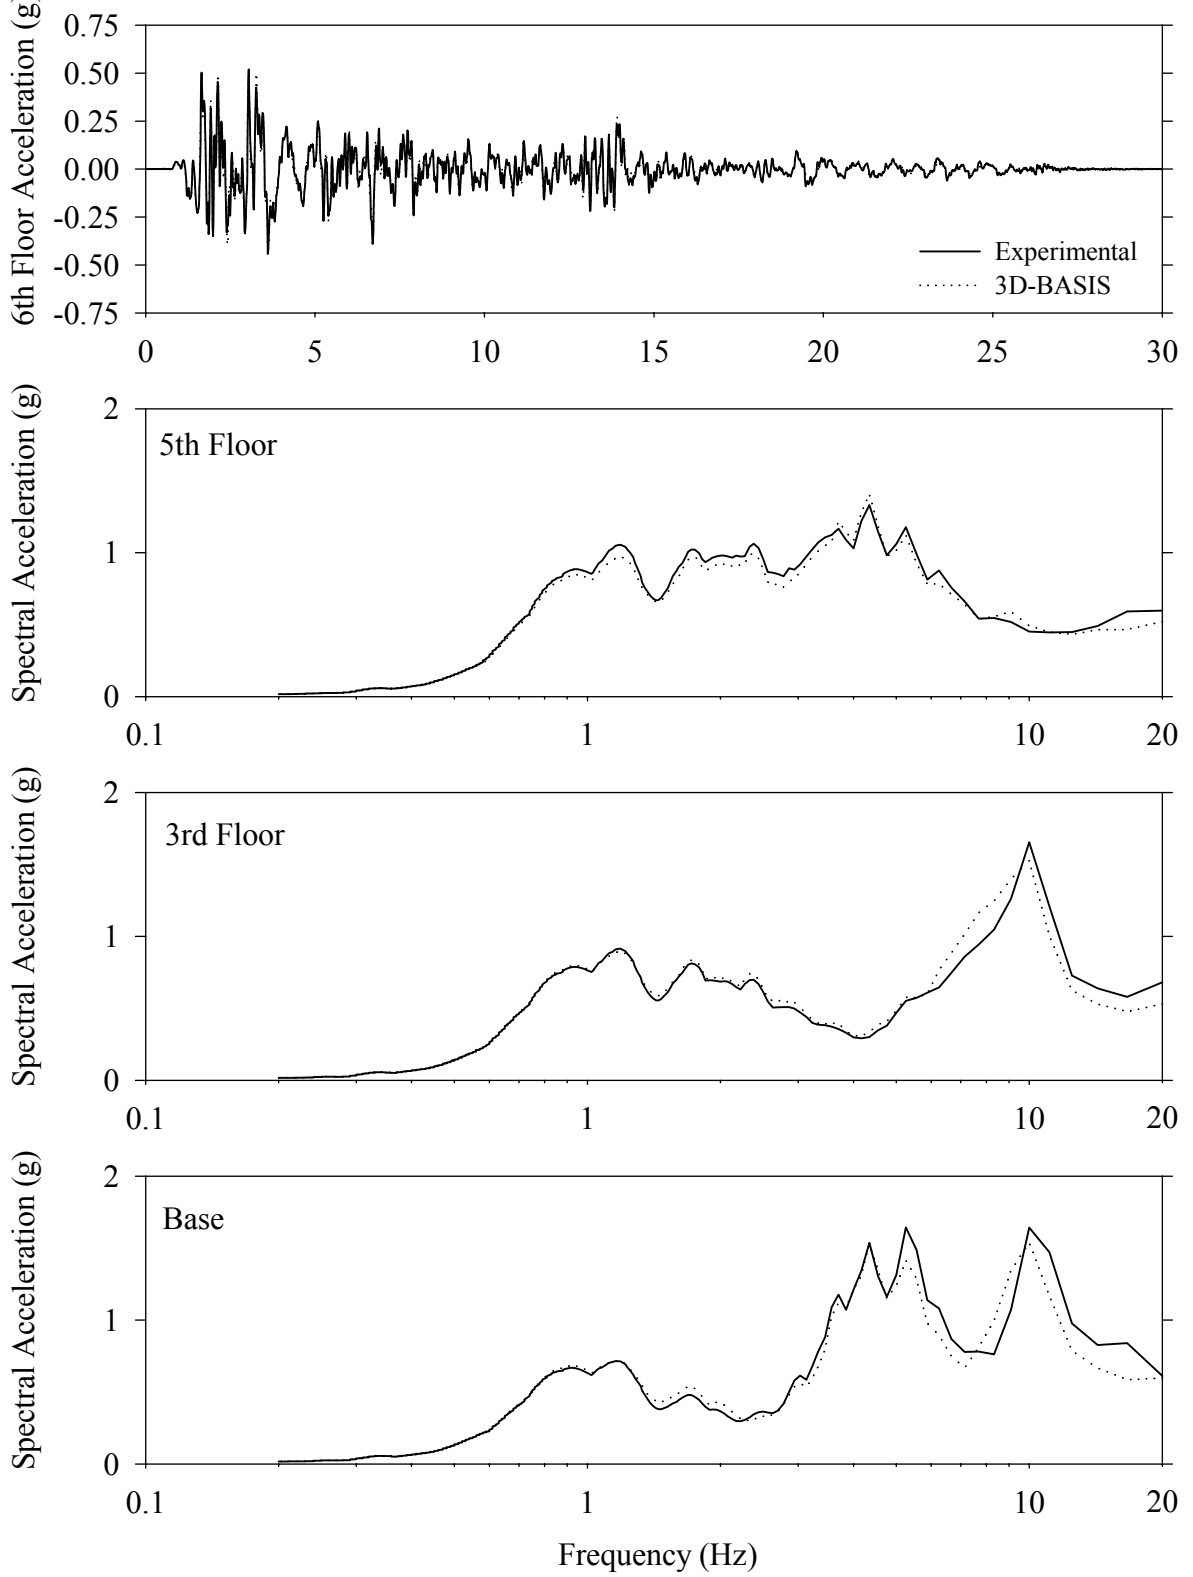 6th Floor Acceleration (g)
0.75
0.50
0.25
0.00
-0.25
-0.50
-0.75
Experimental
3D-BASIS
0 5 10 15 20 25 30
Spectral Acceleration (g)
2
1
0
5th Floor
0.1 1 10 20
Spectral Acceleration (g)
2
1
0
3rd Floor
0.1 1 10 20
Spectral Acceleration (g)
2
1
0
Base
0.1 1 10 20
Frequency (Hz)